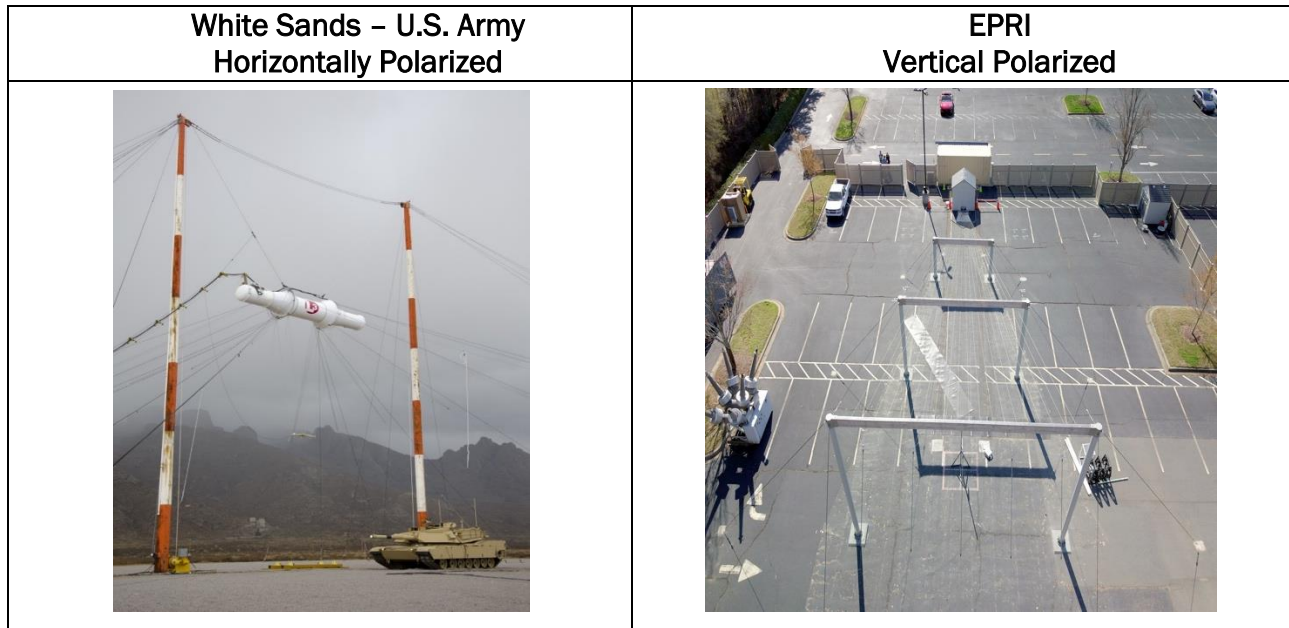 White Sands – U.S. Army
Horizontally Polarized
EPRI
Vertical Polarized